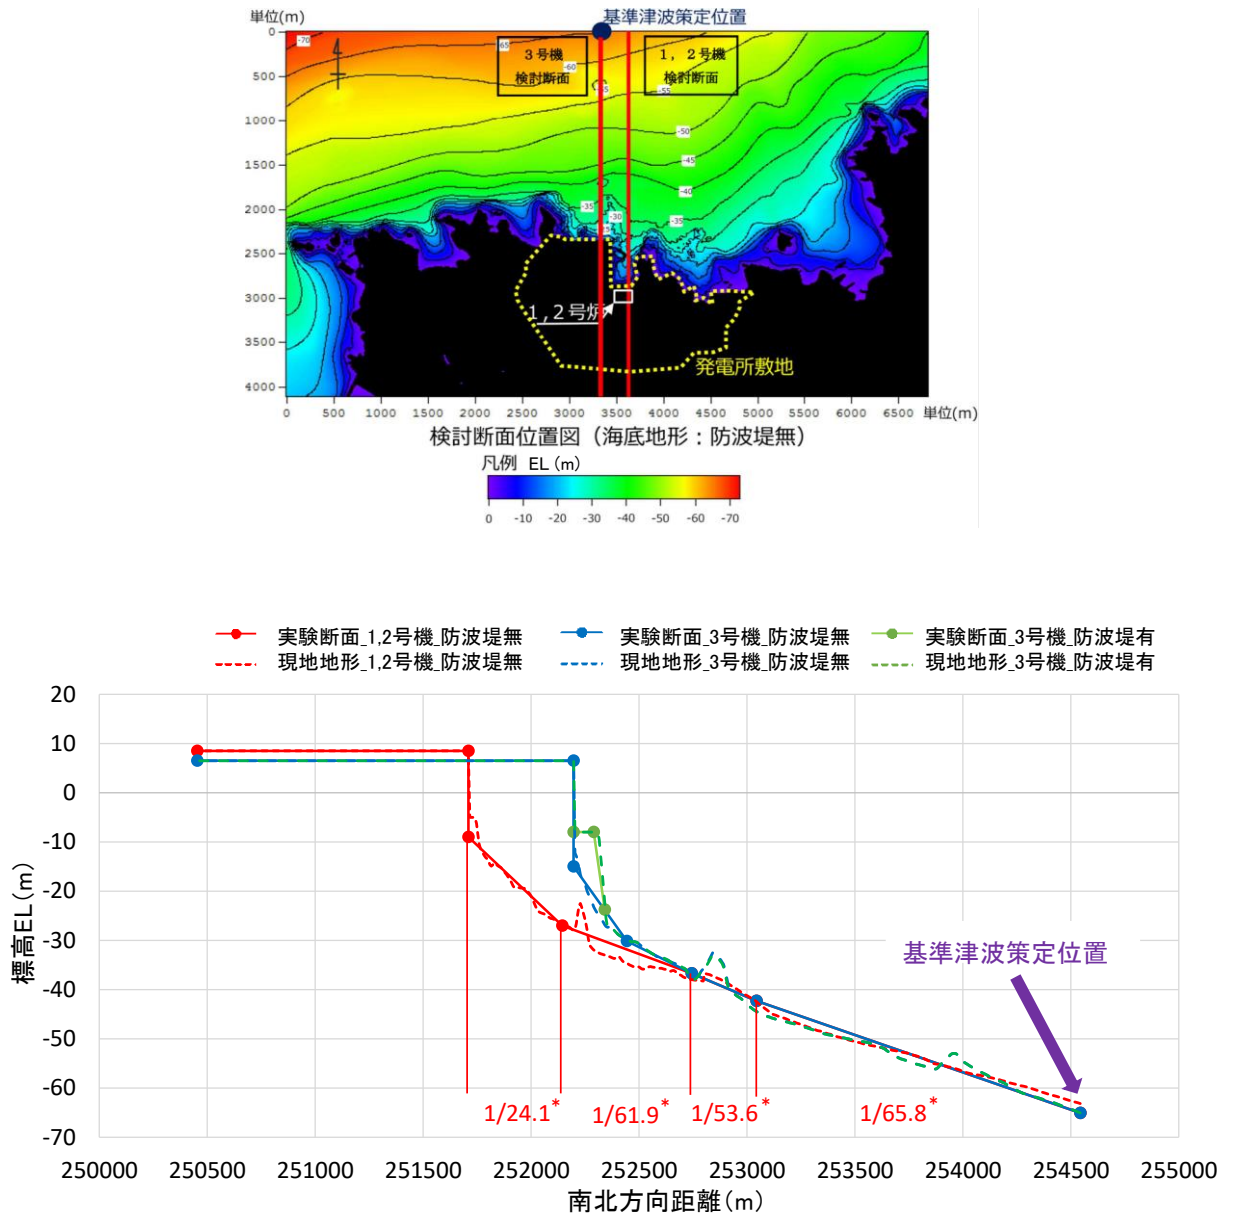 単位(m)
基準津波策定位置
3号機
検討断面
1，2号機
検討断面
-70
65
-60
-55
-50
-45
-40
-35
-30
-35
0
500
1000
1500
2000
2500
3000
3500
4000
1,2号炉
発電所敷地
0 500 1000 1500 2000 2500 3000 3500 4000 4500 5000 5500 6000 6500 単位(m)
検討断面位置図（海底地形：防波堤無）
凡例 EL (m)
0 -10 -20 -30 -40 -50 -60 -70
実験断面_1,2号機_防波堤無 実験断面_3号機_防波堤無 実験断面_3号機_防波堤有
現地地形_1,2号機_防波堤無 現地地形_3号機_防波堤無 現地地形_3号機_防波堤有
標高EL(m)
20
10
0
-10
-20
-30
-40
-50
-60
-70
基準津波策定位置
1/24.1* 1/61.9* 1/53.6* 1/65.8*
250000 250500 251000 251500 252000 252500 253000 253500 254000 254500 255000
南北方向距離(m)